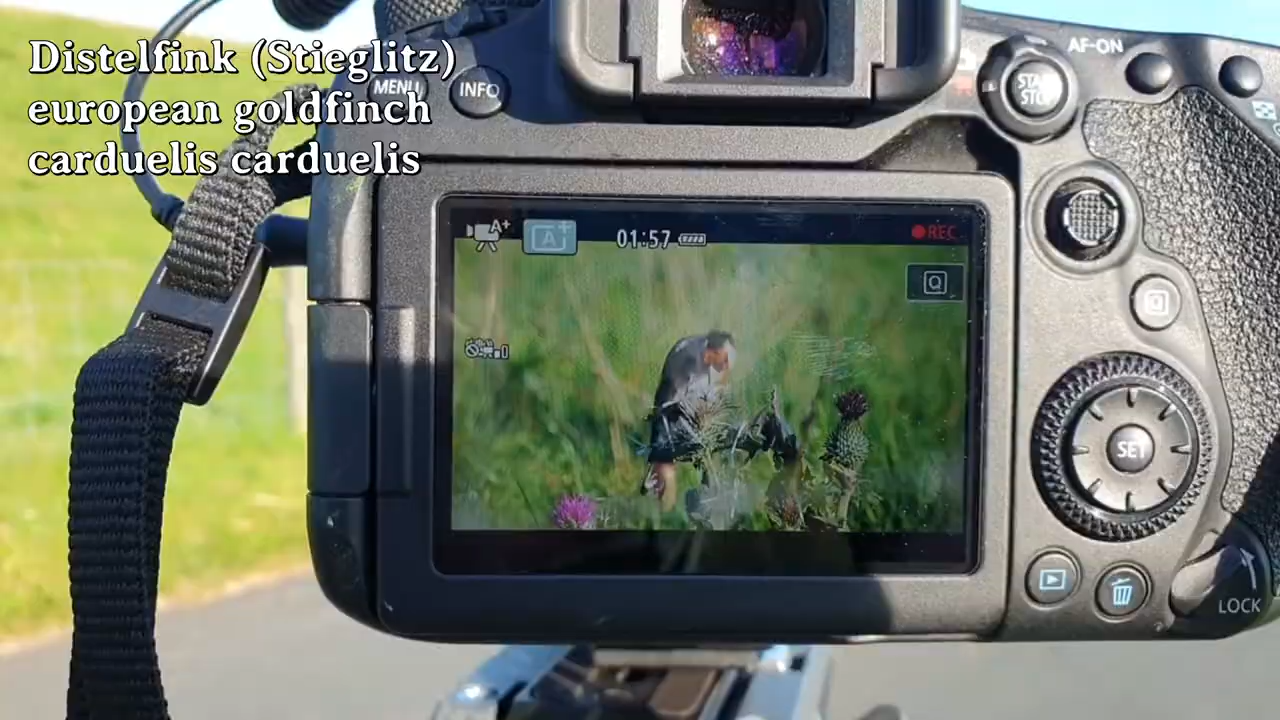 Distelfink (Stieglitz)
european goldfinch
carduelis carduelis
MENU
INFO
AF-ON
START
STOP
A+
A+
01:57
REC
Q
Q
SET
LOCK